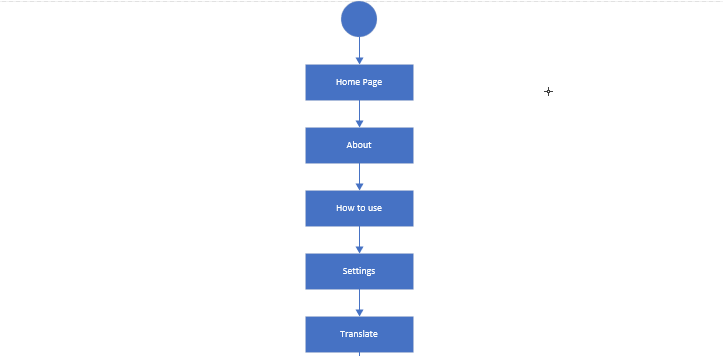 Home Page
About
How to use
Settings
Translate